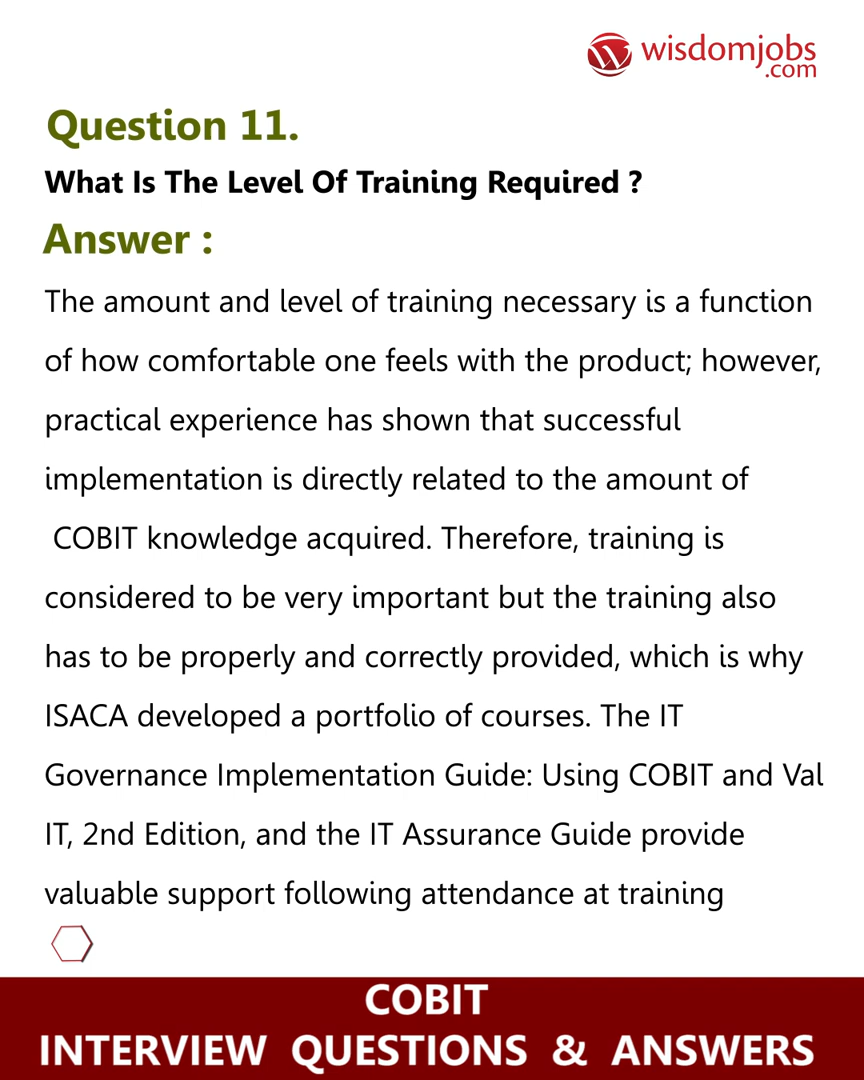 wisdomjobs
.com
Question 11.
What Is The Level Of Training Required ?
Answer :
The amount and level of training necessary is a function
of how comfortable one feels with the product; however,
practical experience has shown that successful
implementation is directly related to the amount of
COBIT knowledge acquired. Therefore, training is
considered to be very important but the training also
has to be properly and correctly provided, which is why
ISACA developed a portfolio of courses. The IT
Governance Implementation Guide: Using COBIT and Val
IT, 2nd Edition, and the IT Assurance Guide provide
valuable support following attendance at training
COBIT
INTERVIEW QUESTIONS & ANSWERS